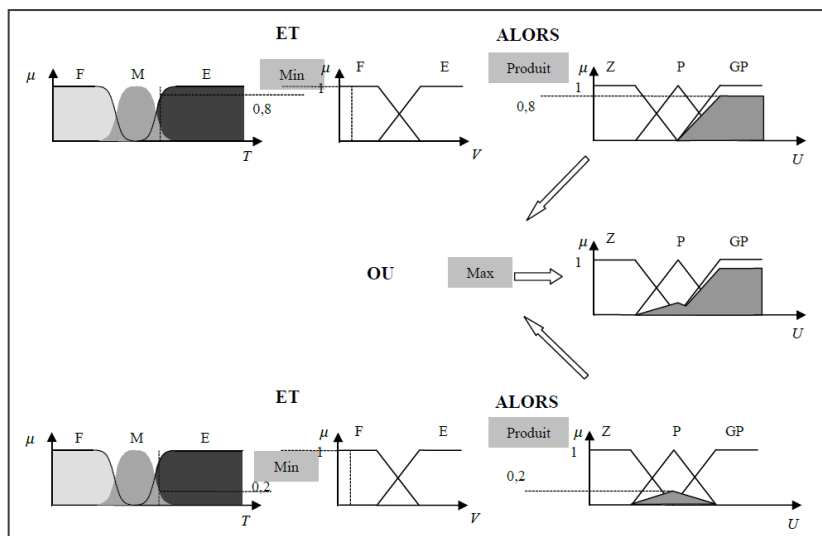 ET ALORS
μ F M E Min μ F E Produit μ Z P GP
1 1
0,8 0,8
T V U
μ Z P GP
OU Max 1
U
ET ALORS
μ F M E Min μ F E Produit μ Z P GP
1 1
0,2 0,2
T V U